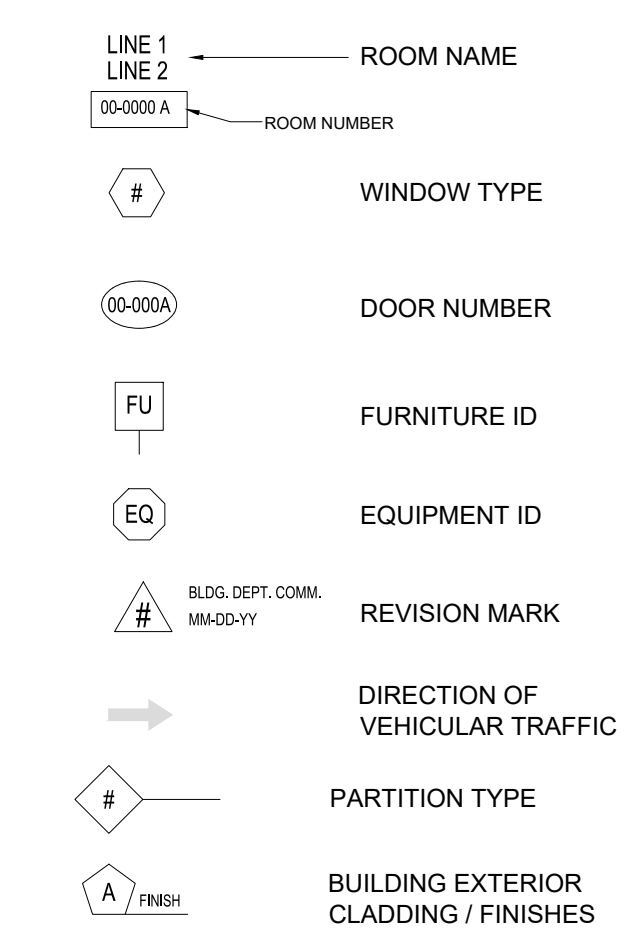 LINE 1
LINE 2
ROOM NAME
00-0000 A
ROOM NUMBER
#
WINDOW TYPE
00-000A
DOOR NUMBER
FU
FURNITURE ID
EQ
EQUIPMENT ID
#
BLDG. DEPT. COMM.
MM-DD-YY
REVISION MARK
DIRECTION OF
VEHICULAR TRAFFIC
#
PARTITION TYPE
A
FINISH
BUILDING EXTERIOR
CLADDING / FINISHES